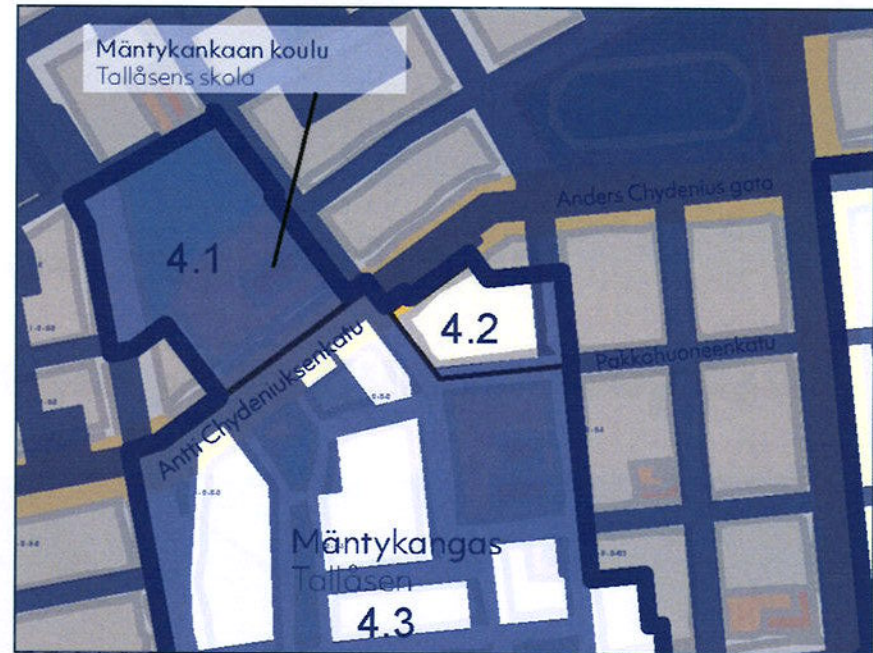 Mäntykankaan koulu
Tallåsens skola
Anders Chydenius gata
4.1
4.2
Pakkahuoneenkatu
Antti Chydeniuksenkatu
Mäntykangas
Tallåsen
4.3